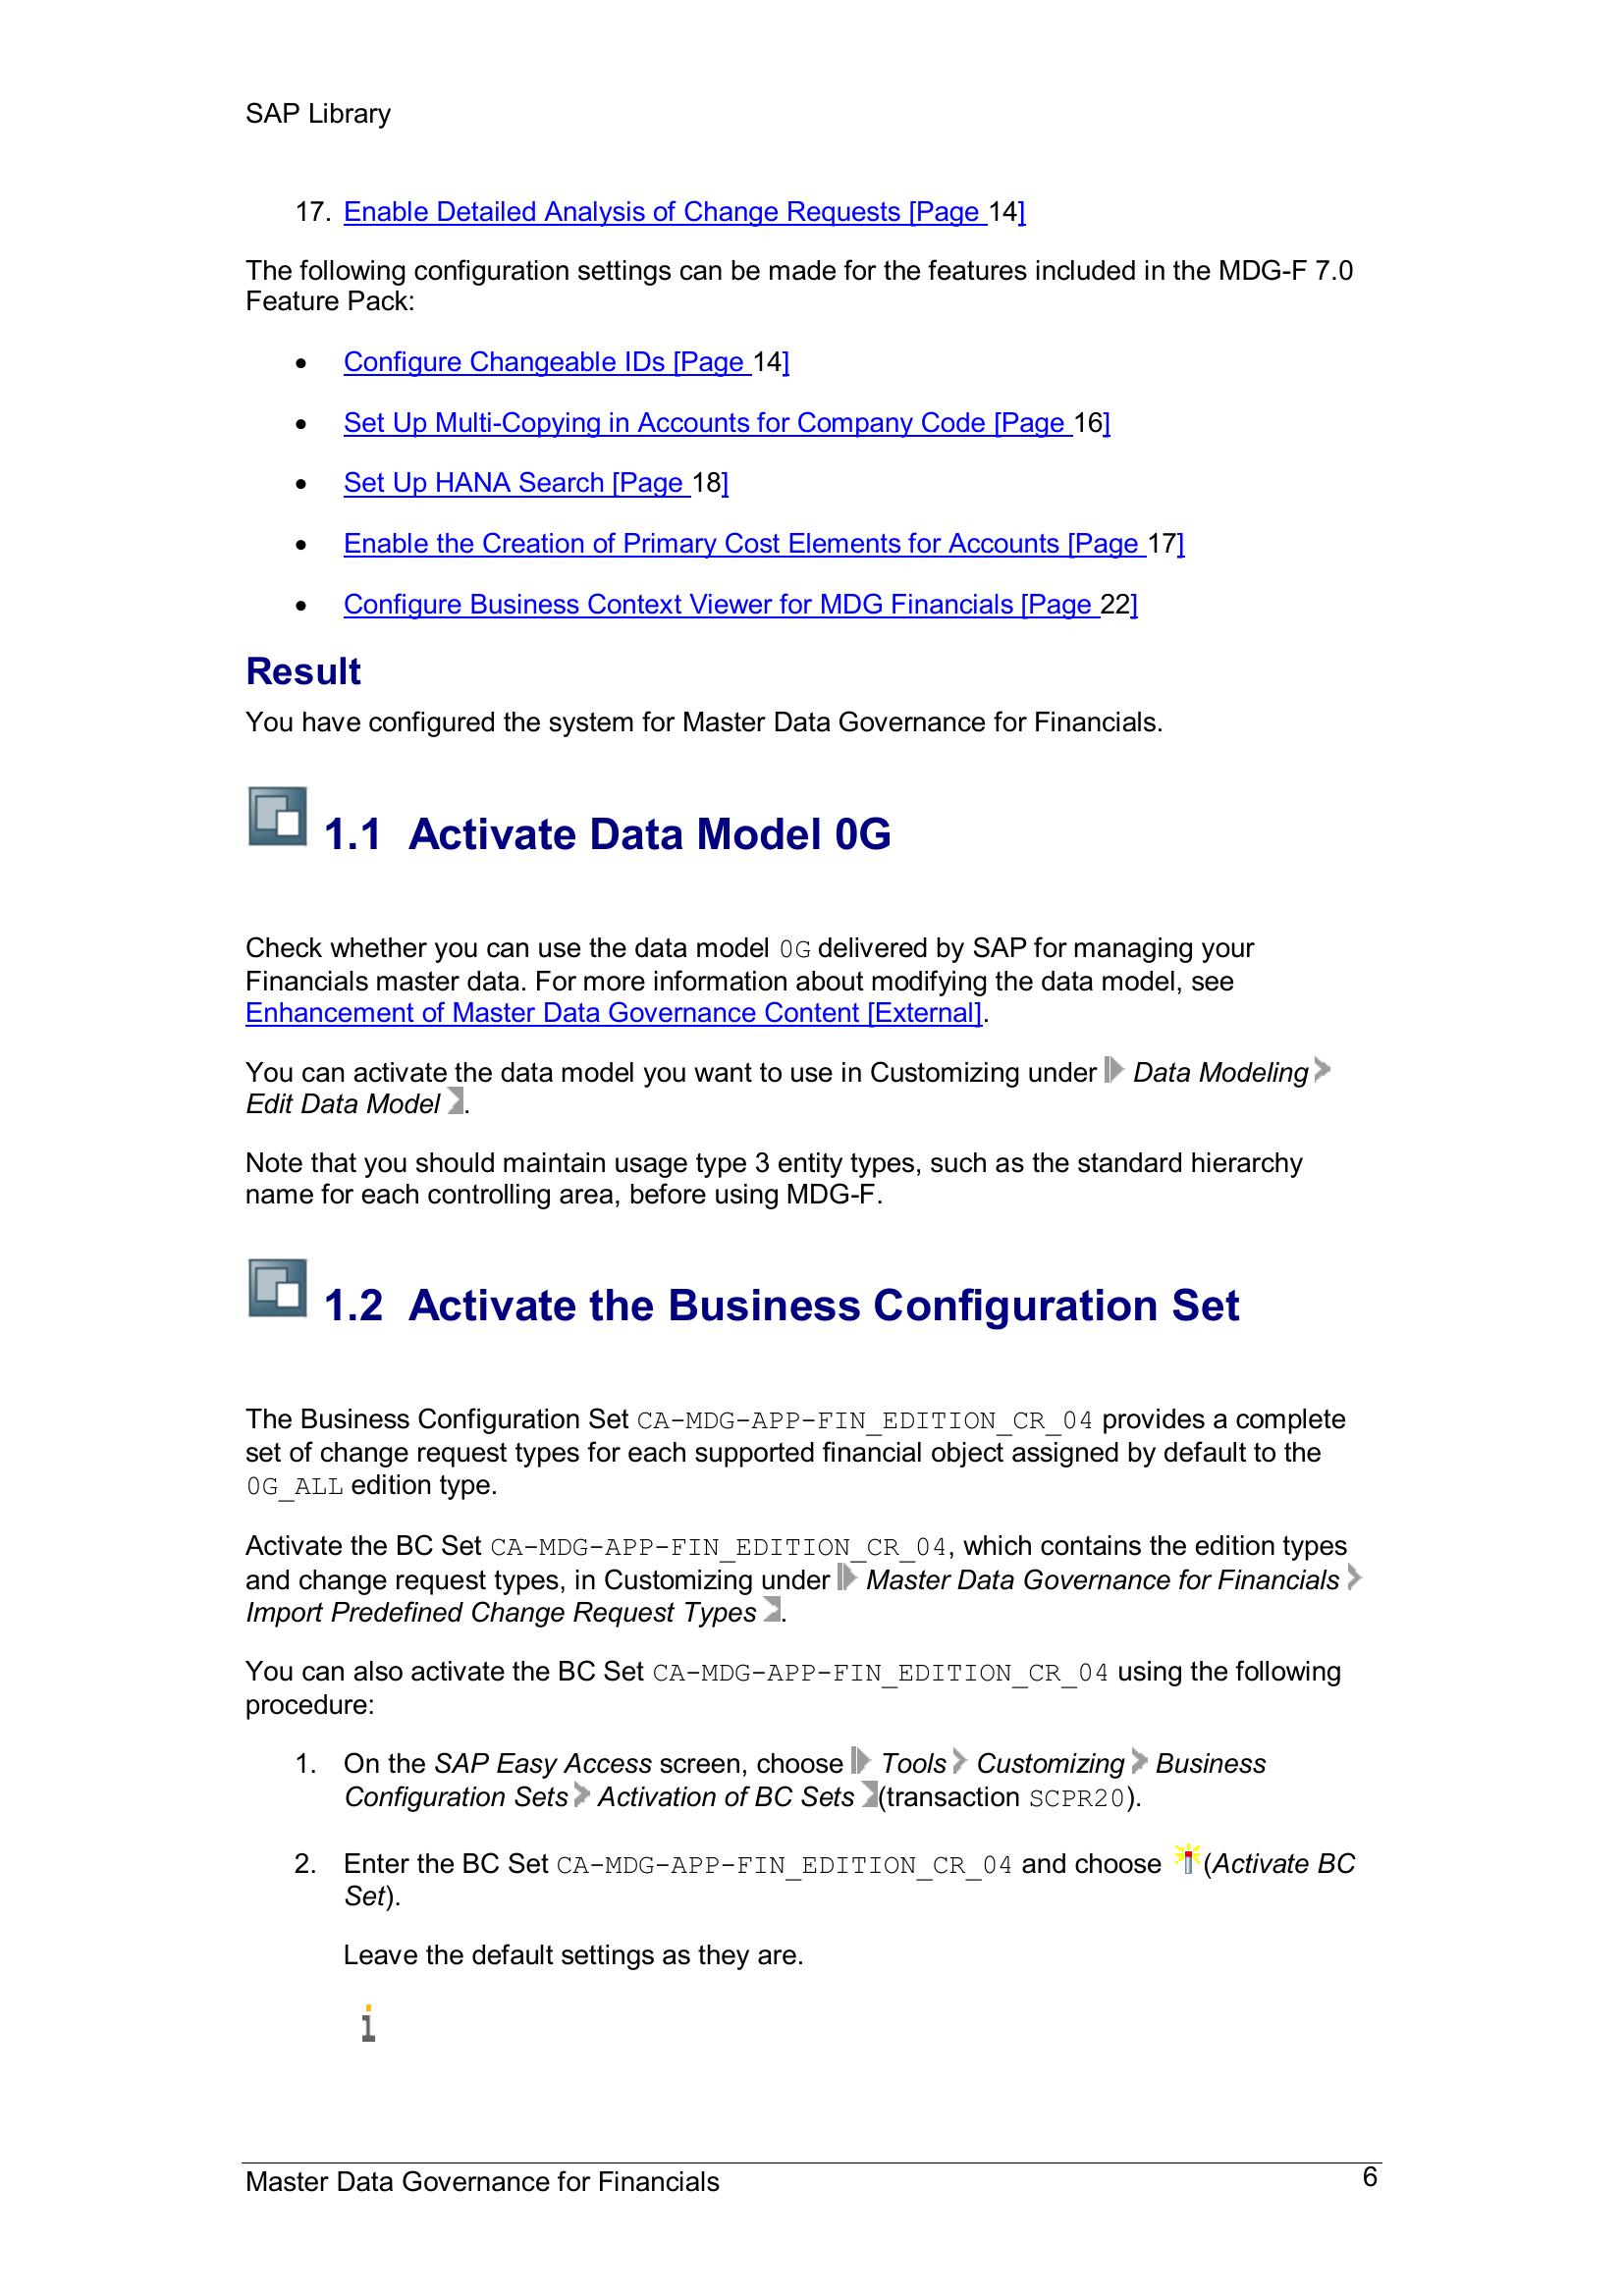 SAP Library
17. Enable Detailed Analysis of Change Requests [Page 14]
The following configuration settings can be made for the features included in the MDG-F 7.0
Feature Pack:
• Configure Changeable IDs [Page 14]
• Set Up Multi-Copying in Accounts for Company Code [Page 16]
• Set Up HANA Search [Page 18]
• Enable the Creation of Primary Cost Elements for Accounts [Page 17]
• Configure Business Context Viewer for MDG Financials [Page 22]
Result
You have configured the system for Master Data Governance for Financials.
1.1 Activate Data Model 0G
Check whether you can use the data model 0G delivered by SAP for managing your
Financials master data. For more information about modifying the data model, see
Enhancement of Master Data Governance Content [External].
You can activate the data model you want to use in Customizing under Data Modeling
Edit Data Model .
Note that you should maintain usage type 3 entity types, such as the standard hierarchy
name for each controlling area, before using MDG-F.
1.2 Activate the Business Configuration Set
The Business Configuration Set CA-MDG-APP-FIN_EDITION_CR_04 provides a complete
set of change request types for each supported financial object assigned by default to the
0G_ALL edition type.
Activate the BC Set CA-MDG-APP-FIN_EDITION_CR_04, which contains the edition types
and change request types, in Customizing under Master Data Governance for Financials
Import Predefined Change Request Types .
You can also activate the BC Set CA-MDG-APP-FIN_EDITION_CR_04 using the following
procedure:
1. On the SAP Easy Access screen, choose Tools Customizing Business
Configuration Sets Activation of BC Sets (transaction SCPR20).
2. Enter the BC Set CA-MDG-APP-FIN_EDITION_CR_04 and choose (Activate BC
Set).
Leave the default settings as they are.
Master Data Governance for Financials 6